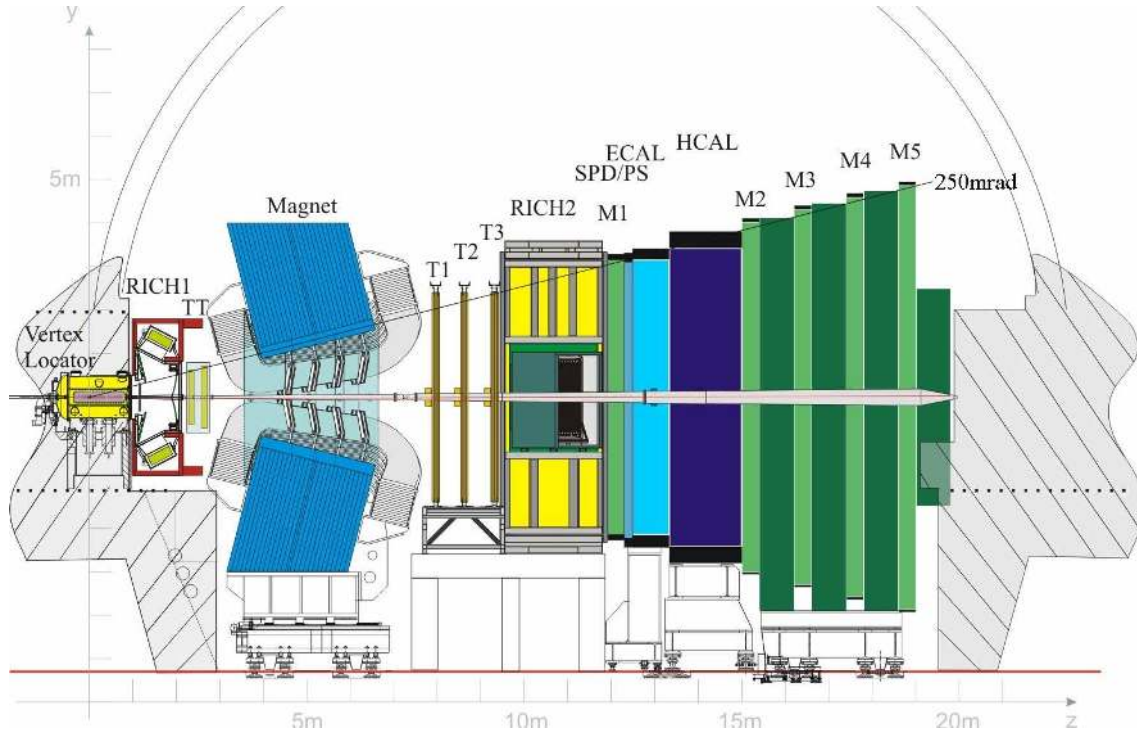 y
5m
Vertex
Locator
RICH1
TT
Magnet
T1
T2
T3
RICH2
SPD/PS
M1
ECAL
HCAL
M2
M3
M4
M5
250mrad
5m
10m
15m
20m
z